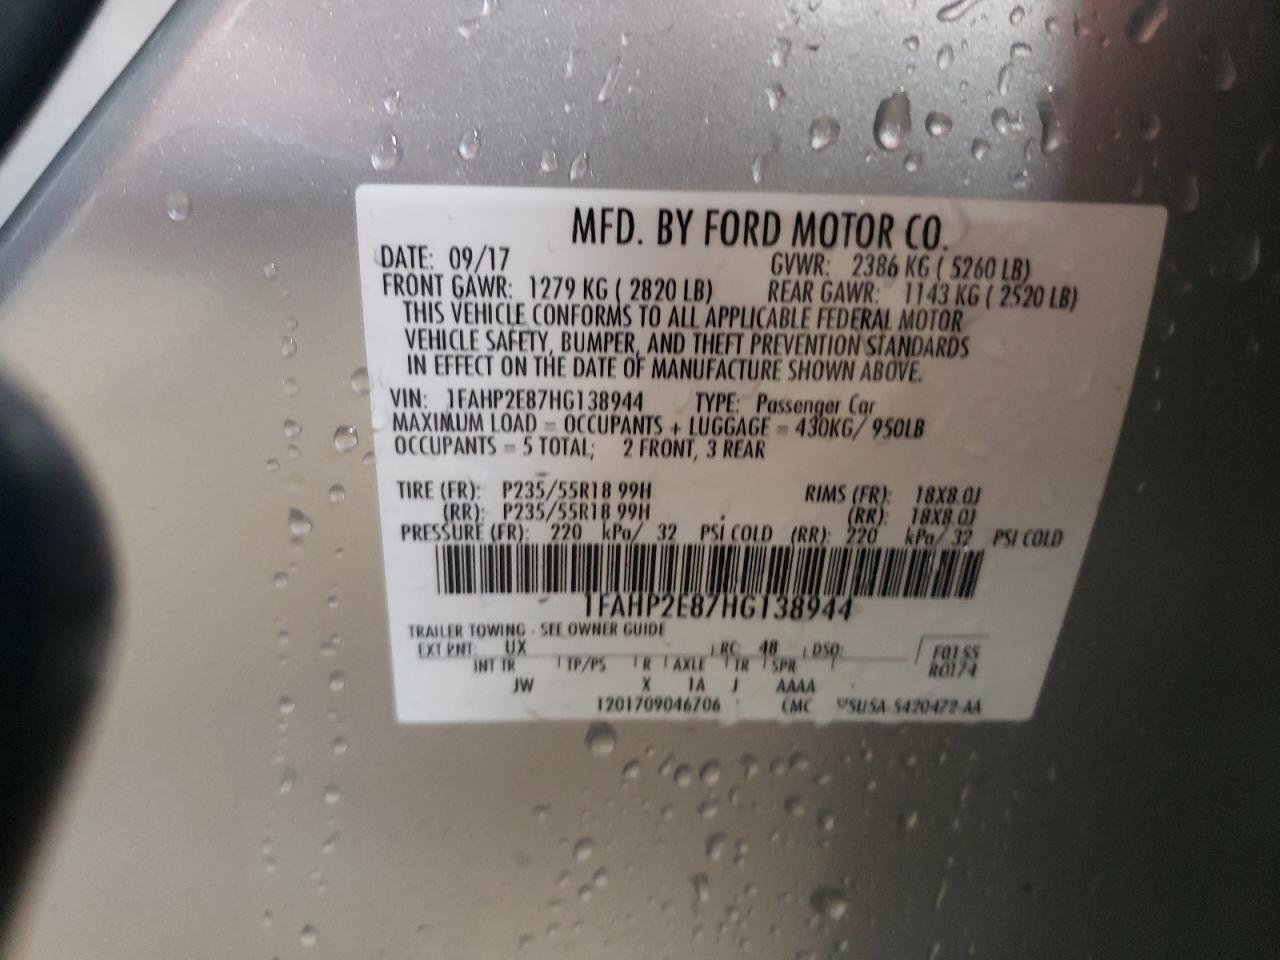 MFD. BY FORD MOTOR CO.
DATE: 09/17 GVWR: 2386 KG ( 5260 LB)
FRONT GAWR: 1279 KG ( 2820 LB) REAR GAWR: 1143 KG ( 2520 LB)
THIS VEHICLE CONFORMS TO ALL APPLICABLE FEDERAL MOTOR
VEHICLE SAFETY, BUMPER, AND THEFT PREVENTION STANDARDS
IN EFFECT ON THE DATE OF MANUFACTURE SHOWN ABOVE.
VIN: 1FAHP2E87HG138944 TYPE: Passenger Car
MAXIMUM LOAD = OCCUPANTS + LUGGAGE = 430KG/ 950LB
OCCUPANTS = 5 TOTAL; 2 FRONT, 3 REAR
TIRE (FR): P235/55R18 99H RIMS (FR): 18X8.0J
(RR): P235/55R18 99H (RR): 18X8.0J
PRESSURE (FR): 220 kPa/ 32 PSI COLD (RR): 220 kPa/ 32 PSI COLD
1FAHP2E87HG138944
TRAILER TOWING - SEE OWNER GUIDE
EXT PNT: UX RC: 48 DSO: F0155
INT TR TP/PS R AXLE TR SPR R0174
JW X 1A J AAAA
1201709046706 CMC 5U5A-5420472-AA